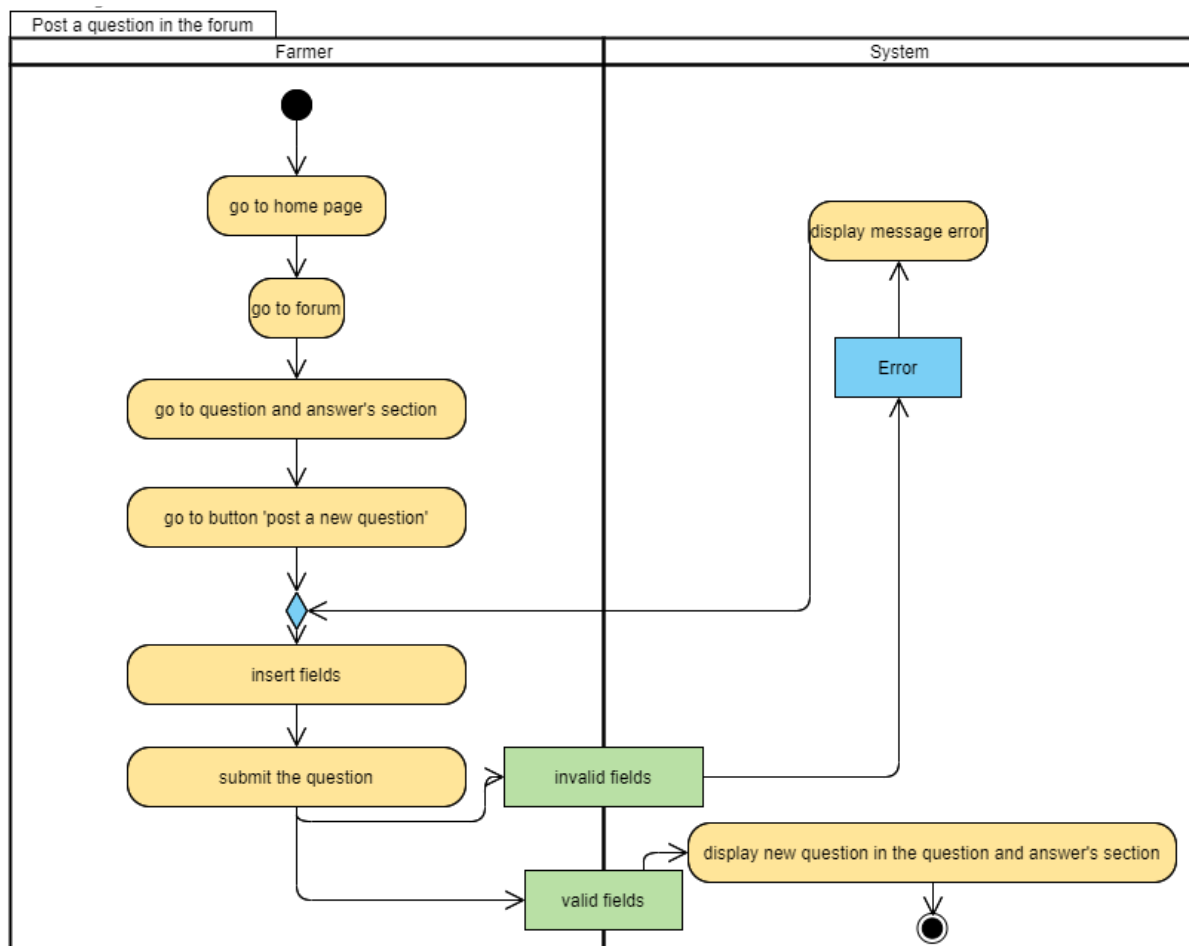 Post a question in the forum
Farmer
System
go to home page
display message error
go to forum
Error
go to question and answer's section
go to button 'post a new question'
insert fields
submit the question
invalid fields
display new question in the question and answer's section
valid fields